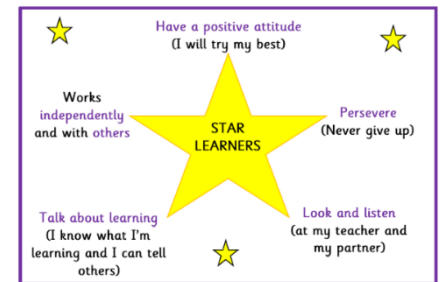 Have a positive attitude
(I will try my best)
Works
independently
and with others
STAR
LEARNERS
Persevere
(Never give up)
Talk about learning
(I know what I'm
learning and I can tell
others)
Look and listen
(at my teacher and
my partner)